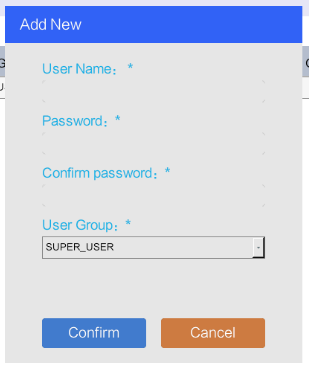 Add New
User Name：*
Password：*
Confirm password：*
User Group：*
SUPER_USER
Confirm Cancel